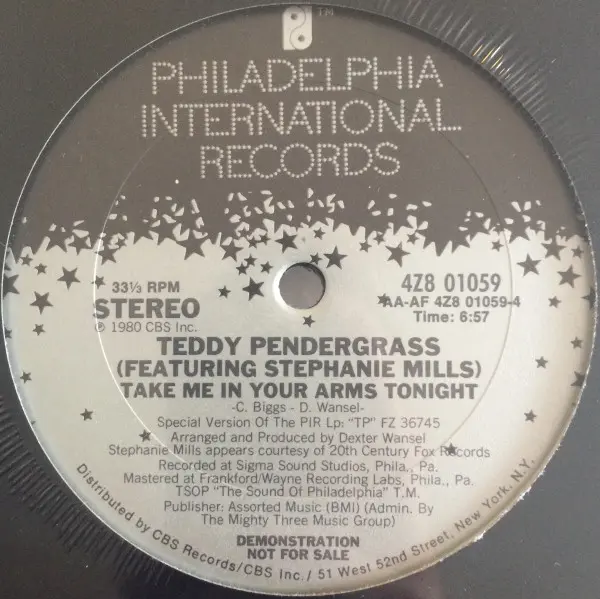 TM
PHILADELPHIA
INTERNATIONAL
RECORDS
33⅓ RPM
STEREO
℗ 1980 CBS Inc.
4Z8 01059
AA-AF 4Z8 01059-4
Time: 6:57
TEDDY PENDERGRASS
(FEATURING STEPHANIE MILLS)
TAKE ME IN YOUR ARMS TONIGHT
-C. Biggs - D. Wansel-
Special Version Of The PIR Lp: "TP" FZ 36745
Arranged and Produced by Dexter Wansel
Stephanie Mills appears courtesy of 20th Century Fox Records
Recorded at Sigma Sound Studios, Phila., Pa.
Mastered at Frankford/Wayne Recording Labs, Phila., Pa.
TSOP "The Sound Of Philadelphia" T.M.
Publisher: Assorted Music (BMI) (Admin. By
The Mighty Three Music Group)
DEMONSTRATION
NOT FOR SALE
Distributed by CBS Records/CBS Inc./ 51 West 52nd Street, New York, N.Y.